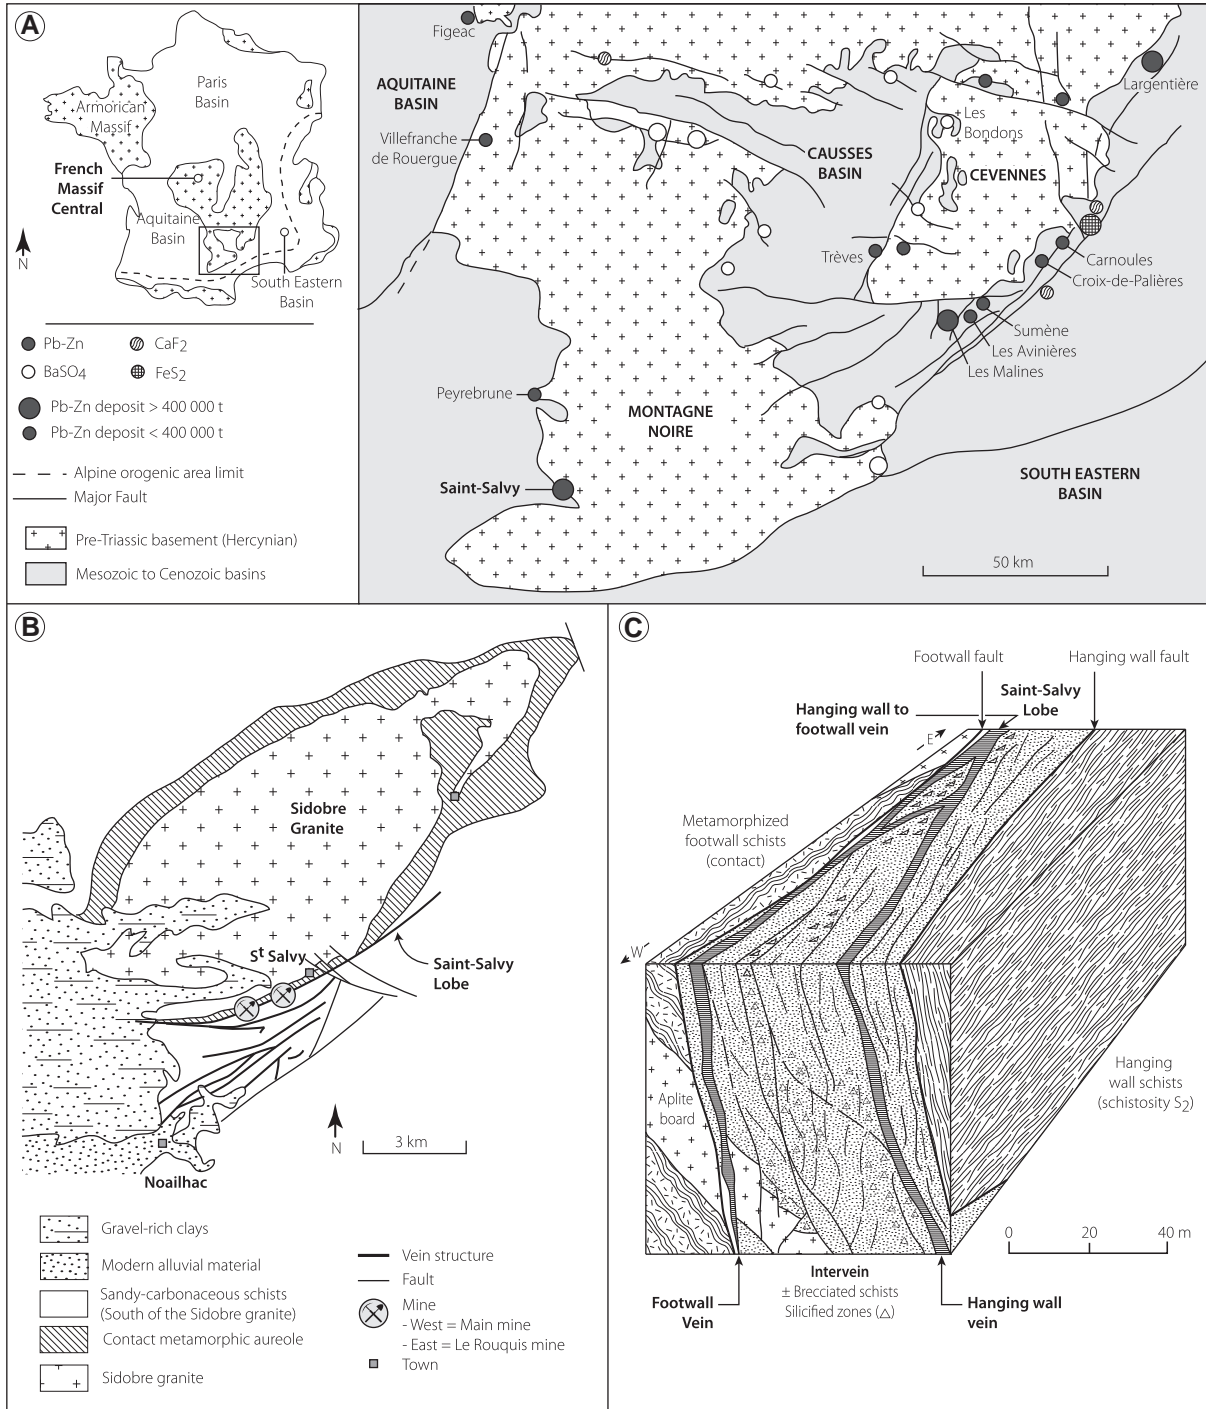 A
Paris
Basin
Armorican
Massif
French
Massif
Central
Aquitaine
Basin
N
South Eastern
Basin
Pb-Zn
CaF2
BaSO4
FeS2
Pb-Zn deposit > 400 000 t
Pb-Zn deposit < 400 000 t
Alpine orogenic area limit
Major Fault
Pre-Triassic basement (Hercynian)
Mesozoic to Cenozoic basins
Figeac
AQUITAINE
BASIN
Villefranche
de Rouergue
Largentière
Les
Bondons
CAUSSES
BASIN
CEVENNES
Trèves
Carnoules
Croix-de-Palières
Sumène
Les Avinières
Les Malines
Peyrebrune
MONTAGNE
NOIRE
Saint-Salvy
SOUTH EASTERN
BASIN
50 km
B
Sidobre
Granite
St Salvy
Saint-Salvy
Lobe
N
3 km
Noailhac
Gravel-rich clays
Modern alluvial material
Sandy-carbonaceous schists
(South of the Sidobre granite)
Contact metamorphic aureole
Sidobre granite
Vein structure
Fault
Mine
- West = Main mine
- East = Le Rouquis mine
Town
C
Footwall fault
Hanging wall fault
Hanging wall to
footwall vein
Saint-Salvy
Lobe
E
Metamorphized
footwall schists
(contact)
W
Aplite
board
Hanging
wall schists
(schistosity S2)
0 20 40 m
Intervein
± Brecciated schists
Silicified zones (△)
Footwall
Vein
Hanging wall
vein